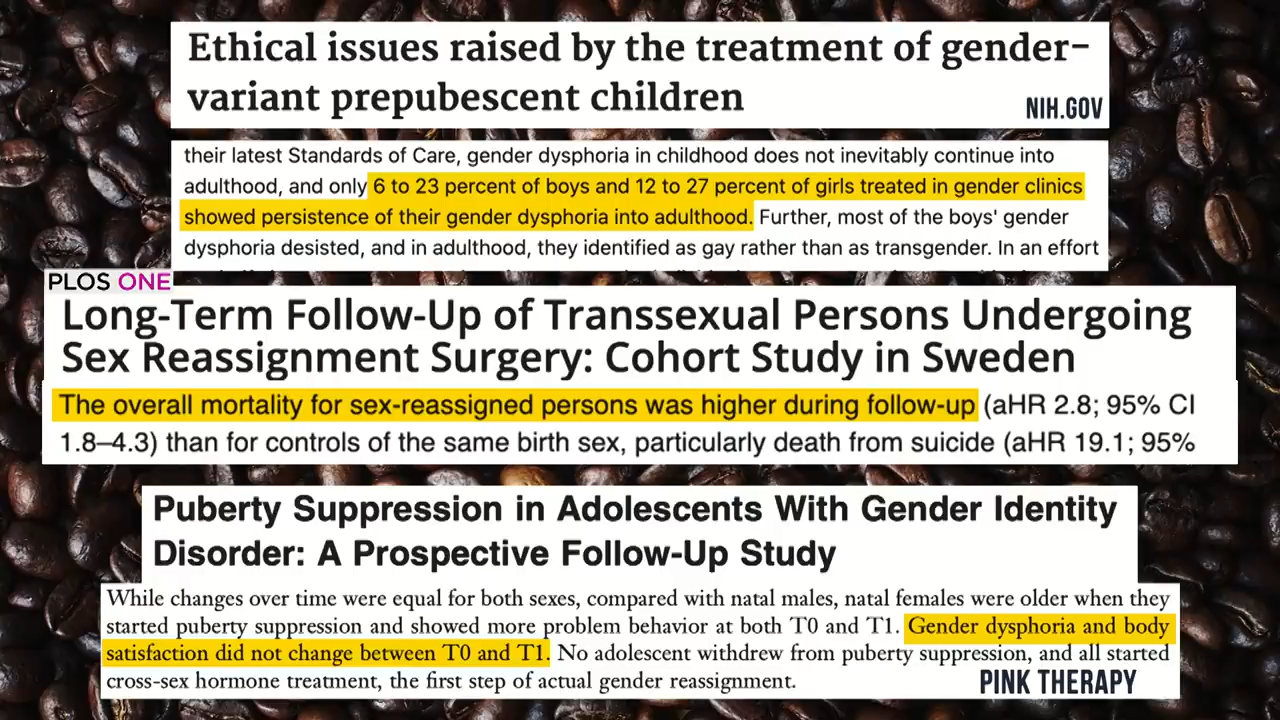 Ethical issues raised by the treatment of gender-
variant prepubescent children
NIH.GOV
their latest Standards of Care, gender dysphoria in childhood does not inevitably continue into
adulthood, and only 6 to 23 percent of boys and 12 to 27 percent of girls treated in gender clinics
showed persistence of their gender dysphoria into adulthood. Further, most of the boys' gender
dysphoria desisted, and in adulthood, they identified as gay rather than as transgender. In an effort
PLOS ONE
Long-Term Follow-Up of Transsexual Persons Undergoing
Sex Reassignment Surgery: Cohort Study in Sweden
The overall mortality for sex-reassigned persons was higher during follow-up (aHR 2.8; 95% CI
1.8–4.3) than for controls of the same birth sex, particularly death from suicide (aHR 19.1; 95%
Puberty Suppression in Adolescents With Gender Identity
Disorder: A Prospective Follow-Up Study
While changes over time were equal for both sexes, compared with natal males, natal females were older when they
started puberty suppression and showed more problem behavior at both T0 and T1. Gender dysphoria and body
satisfaction did not change between T0 and T1. No adolescent withdrew from puberty suppression, and all started
cross-sex hormone treatment, the first step of actual gender reassignment.
PINK THERAPY